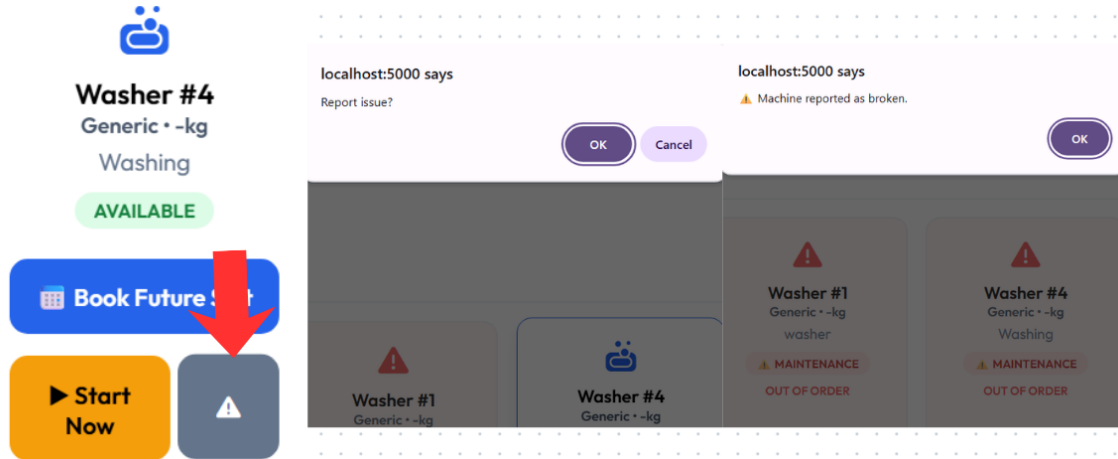 Washer #4
Generic • -kg
Washing
AVAILABLE
Book Future
▶ Start
Now
localhost:5000 says
Report issue?
OK
Cancel
Washer #1
Generic • -kg
Washer #4
Generic • -kg
localhost:5000 says
⚠ Machine reported as broken.
OK
Washer #1
Generic • -kg
washer
⚠ MAINTENANCE
OUT OF ORDER
Washer #4
Generic • -kg
Washing
⚠ MAINTENANCE
OUT OF ORDER